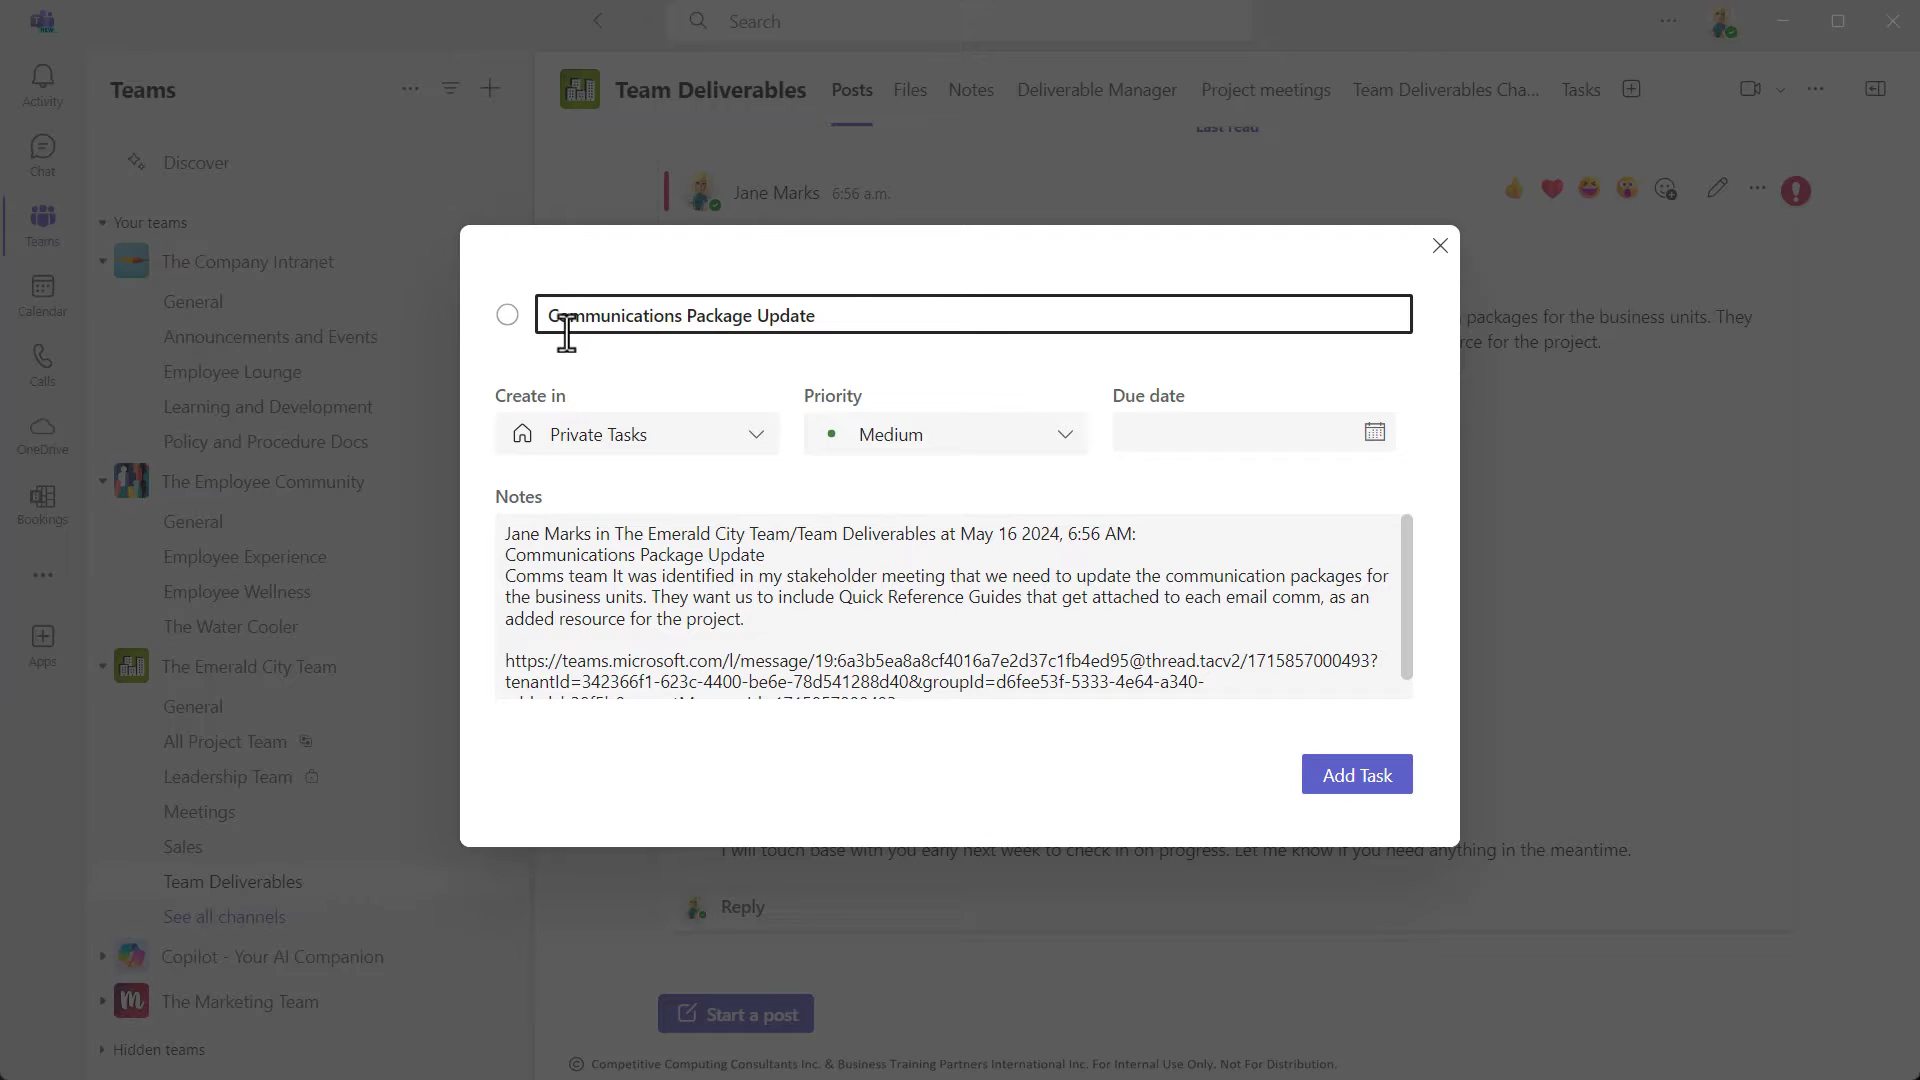 Search
Activity
Chat
Teams
Calendar
Calls
OneDrive
Bookings
Apps
Teams
Discover
Your teams
The Company Intranet
General
Announcements and Events
Employee Lounge
Learning and Development
Policy and Procedure Docs
The Employee Community
General
Employee Experience
Employee Wellness
The Water Cooler
The Emerald City Team
General
All Project Team
Leadership Team
Meetings
Sales
Team Deliverables
See all channels
Copilot - Your AI Companion
The Marketing Team
Hidden teams
Team Deliverables Posts Files Notes Deliverable Manager Project meetings Team Deliverables Cha... Tasks
Last read
Jane Marks 6:56 a.m.
packages for the business units. They
rce for the project.
Communications Package Update
Create in Priority Due date
Private Tasks Medium
Notes
Jane Marks in The Emerald City Team/Team Deliverables at May 16 2024, 6:56 AM:
Communications Package Update
Comms team It was identified in my stakeholder meeting that we need to update the communication packages for
the business units. They want us to include Quick Reference Guides that get attached to each email comm, as an
added resource for the project.
https://teams.microsoft.com/l/message/19:6a3b5ea8a8cf4016a7e2d37c1fb4ed95@thread.tacv2/1715857000493?
tenantId=342366f1-623c-4400-be6e-78d541288d40&groupId=d6fee53f-5333-4e64-a340-
Add Task
I will touch base with you early next week to check in on progress. Let me know if you need anything in the meantime.
Reply
Start a post
© Competitive Computing Consultants Inc. & Business Training Partners International Inc. For Internal Use Only. Not For Distribution.